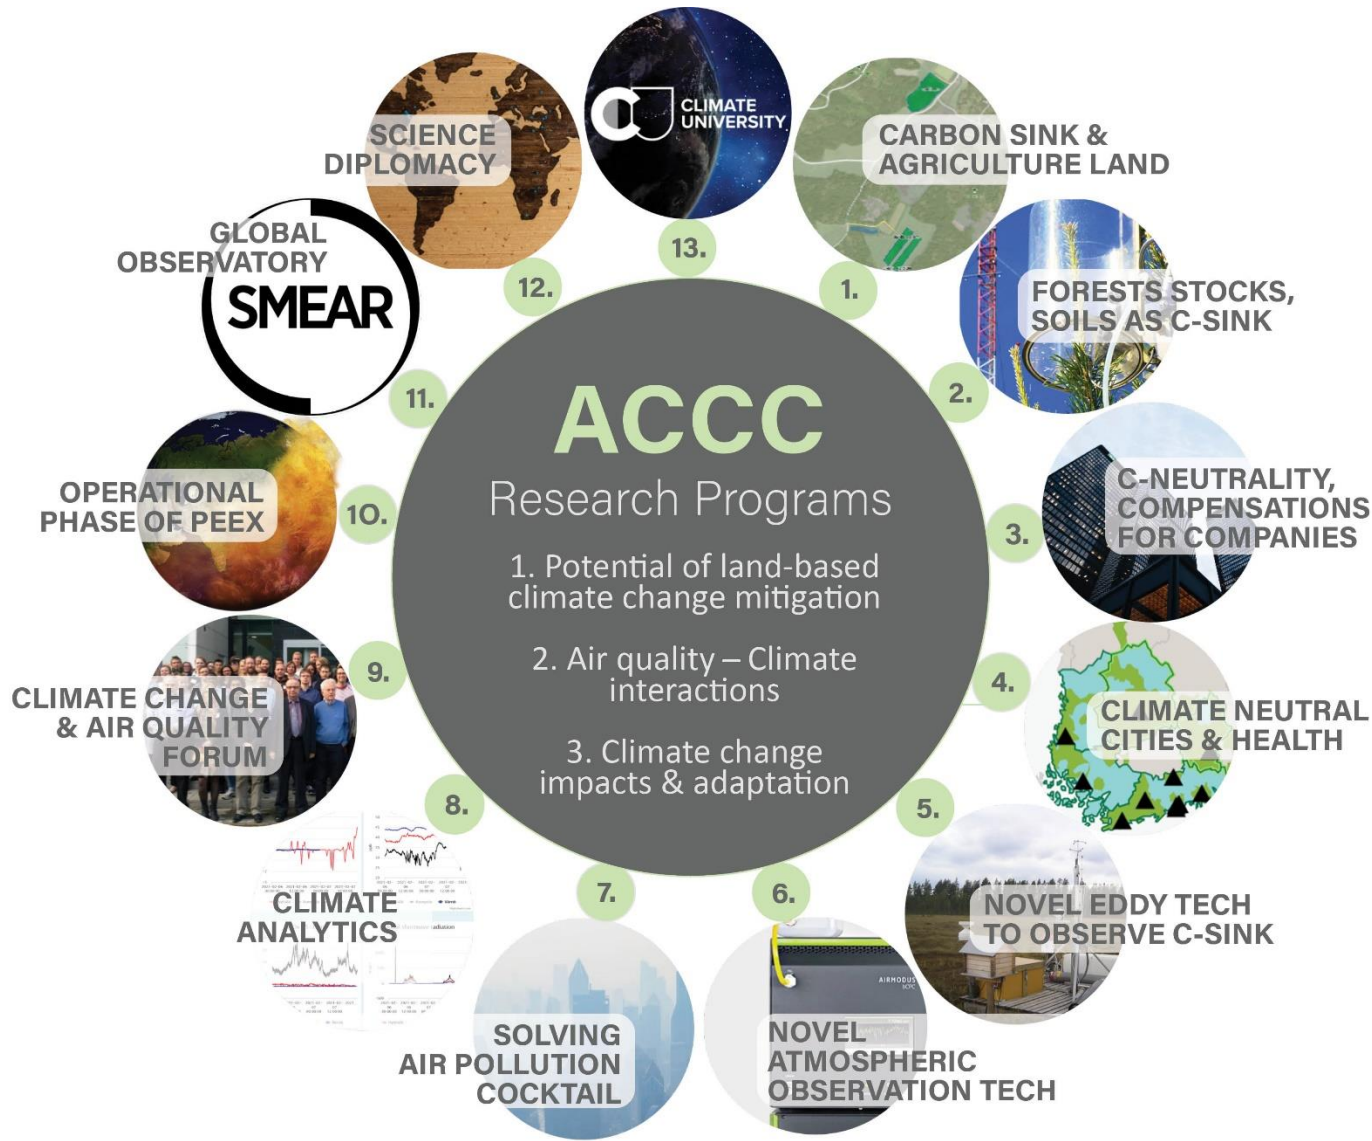 CLIMATE
UNIVERSITY
13.
CARBON SINK &
AGRICULTURE LAND
1.
FORESTS STOCKS,
SOILS AS C-SINK
2.
C-NEUTRALITY,
COMPENSATIONS
FOR COMPANIES
3.
CLIMATE NEUTRAL
CITIES & HEALTH
4.
NOVEL EDDY TECH
TO OBSERVE C-SINK
5.
NOVEL
ATMOSPHERIC
OBSERVATION TECH
AIRMODUS
6.
SOLVING
AIR POLLUTION
COCKTAIL
7.
CLIMATE
ANALYTICS
8.
CLIMATE CHANGE
& AIR QUALITY
FORUM
9.
OPERATIONAL
PHASE OF PEEX
10.
GLOBAL
OBSERVATORY
SMEAR
11.
SCIENCE
DIPLOMACY
12.
ACCC
Research Programs
1. Potential of land-based
climate change mitigation
2. Air quality – Climate
interactions
3. Climate change
impacts & adaptation